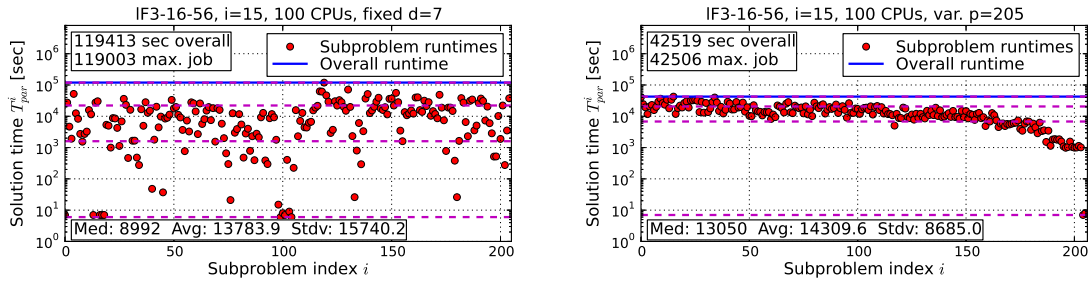 lF3-16-56, i=15, 100 CPUs, fixed d=7
119413 sec overall
119003 max. job
Subproblem runtimes
Overall runtime
Solution time T^i_par [sec]
10^6
10^5
10^4
10^3
10^2
10^1
10^0
Med: 8992 Avg: 13783.9 Stdv: 15740.2
0 50 100 150 200
Subproblem index i
lF3-16-56, i=15, 100 CPUs, var. p=205
42519 sec overall
42506 max. job
Subproblem runtimes
Overall runtime
Solution time T^i_par [sec]
10^6
10^5
10^4
10^3
10^2
10^1
10^0
Med: 13050 Avg: 14309.6 Stdv: 8685.0
0 50 100 150 200
Subproblem index i